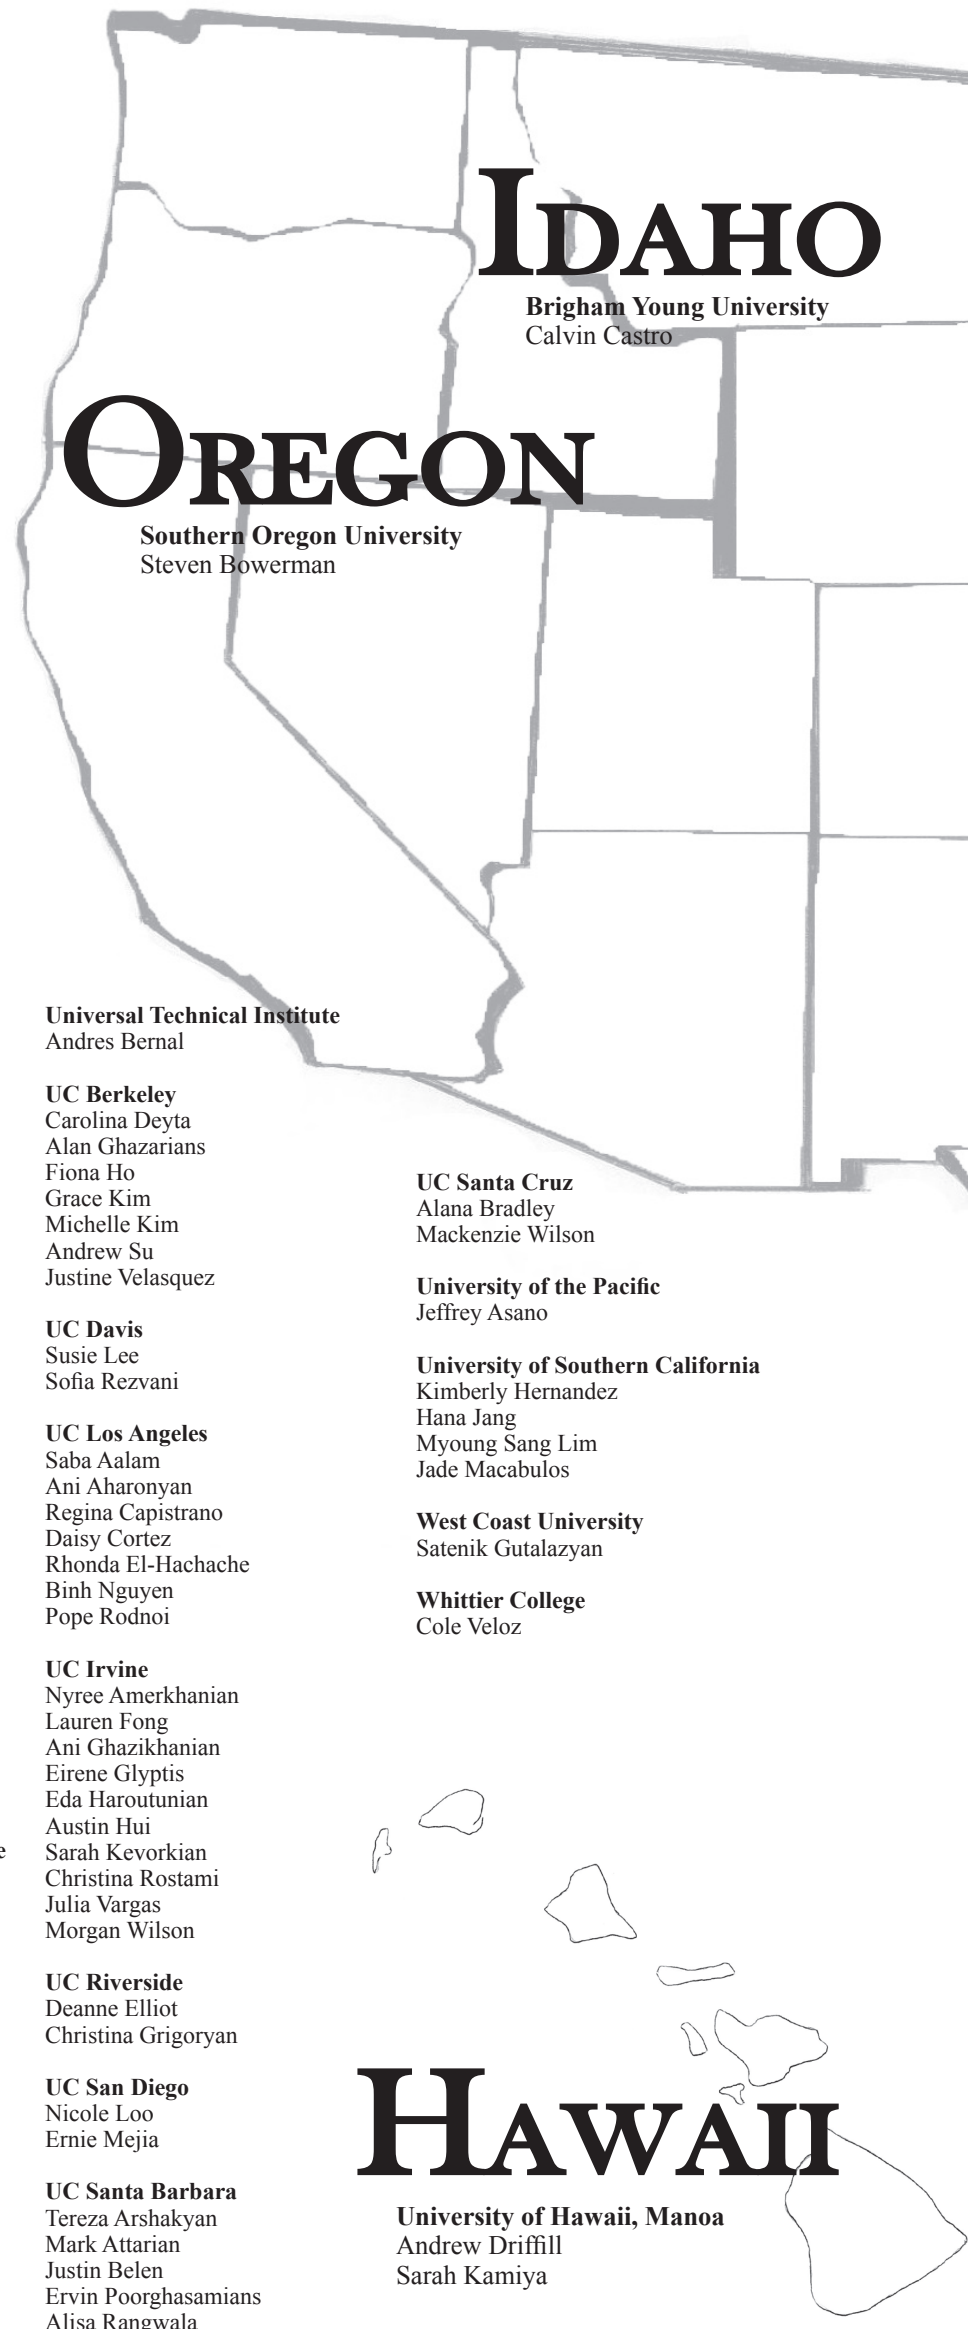 IDAHO
Brigham Young University
Calvin Castro
OREGON
Southern Oregon University
Steven Bowerman
Universal Technical Institute
Andres Bernal
UC Berkeley
Carolina Deyta
Alan Ghazarians
Fiona Ho
Grace Kim
Michelle Kim
Andrew Su
Justine Velasquez
UC Davis
Susie Lee
Sofia Rezvani
UC Los Angeles
Saba Aalam
Ani Aharonyan
Regina Capistrano
Daisy Cortez
Rhonda El-Hachache
Binh Nguyen
Pope Rodnoi
UC Irvine
Nyree Amerkhanian
Lauren Fong
Ani Ghazikhanian
Eirene Glyptis
Eda Haroutunian
Austin Hui
Sarah Kevorkian
Christina Rostami
Julia Vargas
Morgan Wilson
UC Riverside
Deanne Elliot
Christina Grigoryan
UC San Diego
Nicole Loo
Ernie Mejia
UC Santa Barbara
Tereza Arshakyan
Mark Attarian
Justin Belen
Ervin Poorghasamians
Alisa Rangwala
UC Santa Cruz
Alana Bradley
Mackenzie Wilson
University of the Pacific
Jeffrey Asano
University of Southern California
Kimberly Hernandez
Hana Jang
Myoung Sang Lim
Jade Macabulos
West Coast University
Satenik Gutalazyan
Whittier College
Cole Veloz
HAWAII
University of Hawaii, Manoa
Andrew Driffill
Sarah Kamiya